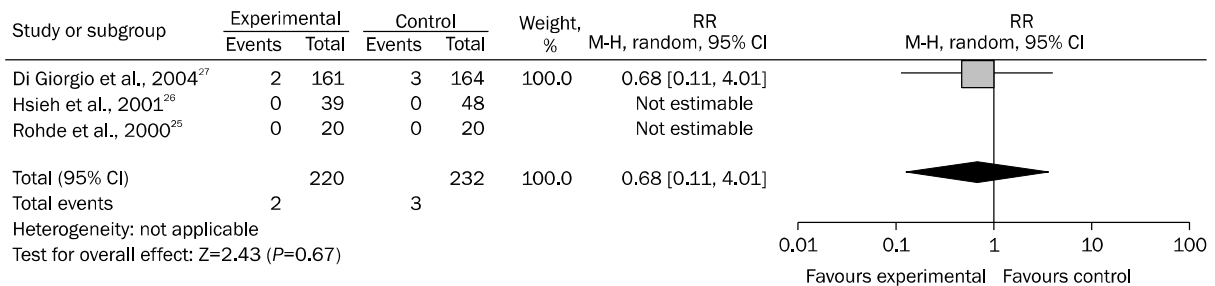 Study or subgroup Experimental Control Weight, % RR M-H, random, 95% CI RR M-H, random, 95% CI
Events Total Events Total
Di Giorgio et al., 2004²⁷ 2 161 3 164 100.0 0.68 [0.11, 4.01]
Hsieh et al., 2001²⁶ 0 39 0 48 Not estimable
Rohde et al., 2000²⁵ 0 20 0 20 Not estimable
Total (95% CI) 220 232 100.0 0.68 [0.11, 4.01]
Total events 2 3
Heterogeneity: not applicable
Test for overall effect: Z=2.43 (P=0.67)
0.01 0.1 1 10 100
Favours experimental Favours control